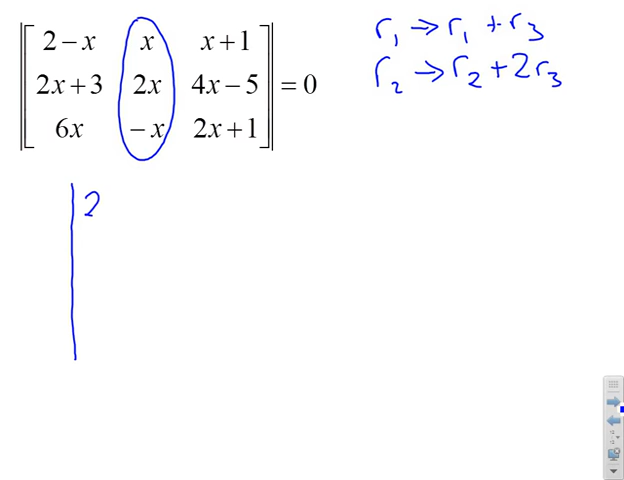 2 − x x x + 1
2x + 3 2x 4x − 5 = 0
6x − x 2x + 1
r₁ → r₁ + r₃
r₂ → r₂ + 2r₃
2